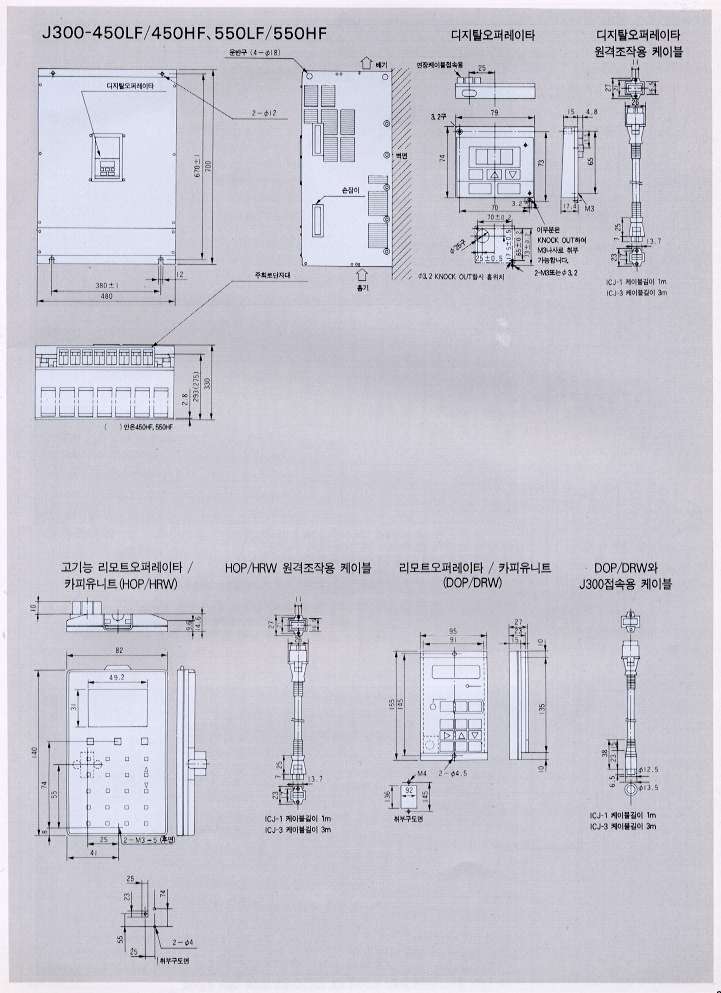 J300-450LF/450HF、550LF/550HF
디지탈오퍼레이타
2-φ12
670±1
700
380±1
480
12
운반구 (4-φ18)
배기
벽면
손잡이
흡기
주회로단자대
2.8
293(275)
330
( ) 안은450HF, 550HF
디지탈오퍼레이타
연장케이블접속용
25
79
3.2구
74
73
70
3.2
15
4.8
65
M3
70±0.2
25±0.5
이부분은
KNOCK OUT하여
M3나사로 취부
가능합니다.
2-M3또는φ3.2
φ3.2 KNOCK OUT할시 홀위치
디지탈오퍼레이타
원격조작용 케이블
11
27
25
7
13.7
23
ICJ-1 케이블길이 1m
ICJ-3 케이블길이 3m
고기능 리모트오퍼레이타 /
카피유니트(HOP/HRW)
10
9.6
14.6
82
49.2
31
140
74
55
8
25
2-M3=5 (후면)
41
25
23
74
55
2-φ4
25
취부구도면
HOP/HRW 원격조작용 케이블
11
27
25
7
13.7
23
ICJ-1 케이블길이 1m
ICJ-3 케이블길이 3m
리모트오퍼레이타 / 카피유니트
(DOP/DRW)
95
91
27
10
155
145
135
10
2-φ4.5
M4
136
92
145
취부구도면
DOP/DRW와
J300접속용 케이블
38
23
6.5
φ12.5
φ13.5
ICJ-1 케이블길이 1m
ICJ-3 케이블길이 3m